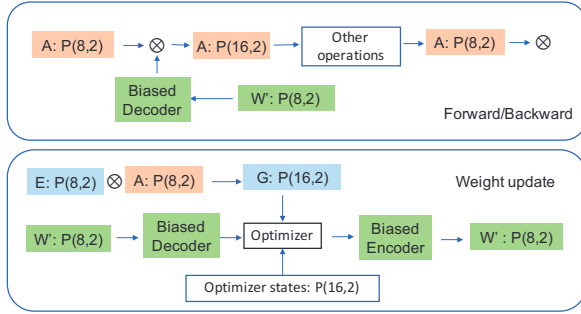 A: P(8,2)
⊗
A: P(16,2)
Other
operations
A: P(8,2)
⊗
Biased
Decoder
W': P(8,2)
Forward/Backward
E: P(8,2)
⊗
A: P(8,2)
G: P(16,2)
Weight update
W': P(8,2)
Biased
Decoder
Optimizer
Biased
Encoder
W' : P(8,2)
Optimizer states: P(16,2)